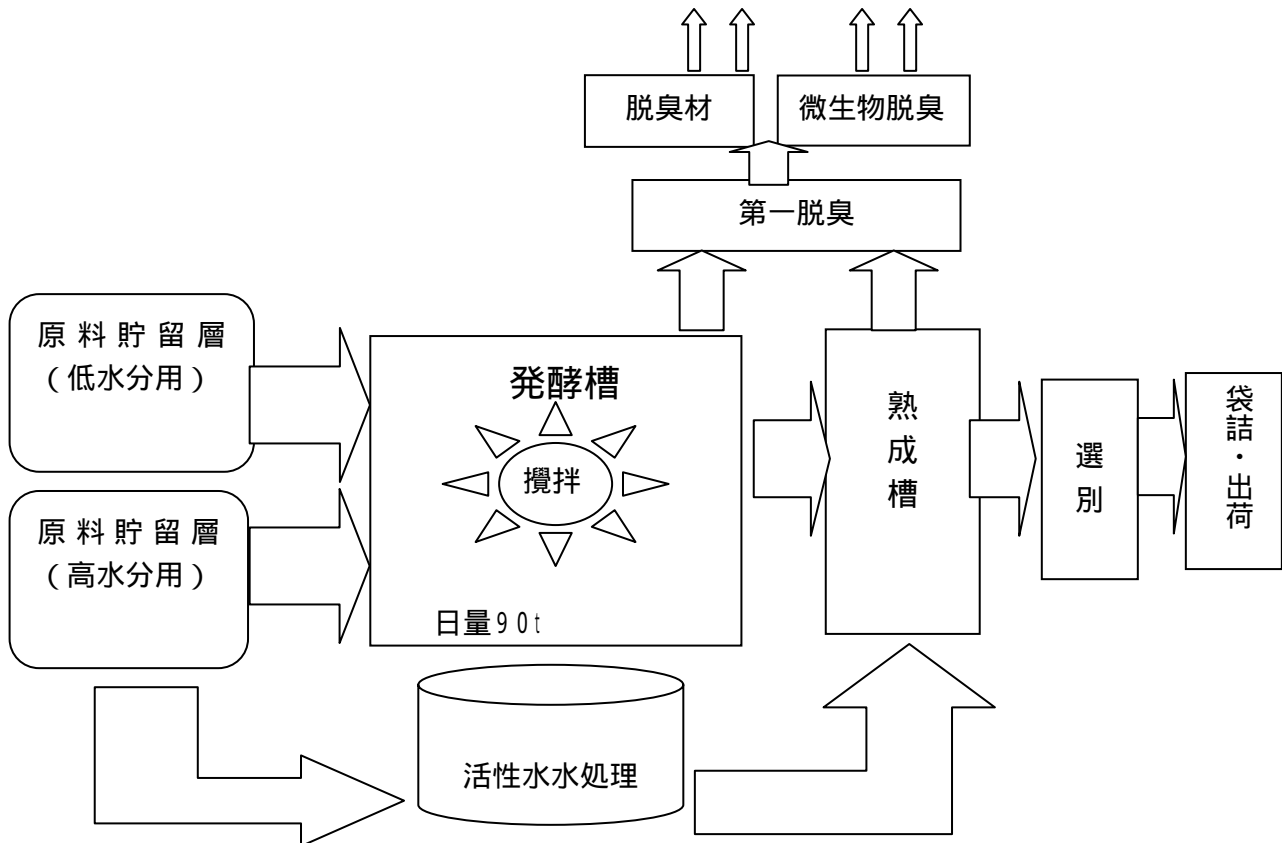 脱臭材
微生物脱臭
第一脱臭
原料貯留層
（低水分用）
原料貯留層
（高水分用）
発酵槽
攪拌
日量９０ｔ
活性水水処理
熟成槽
選別
袋詰・出荷